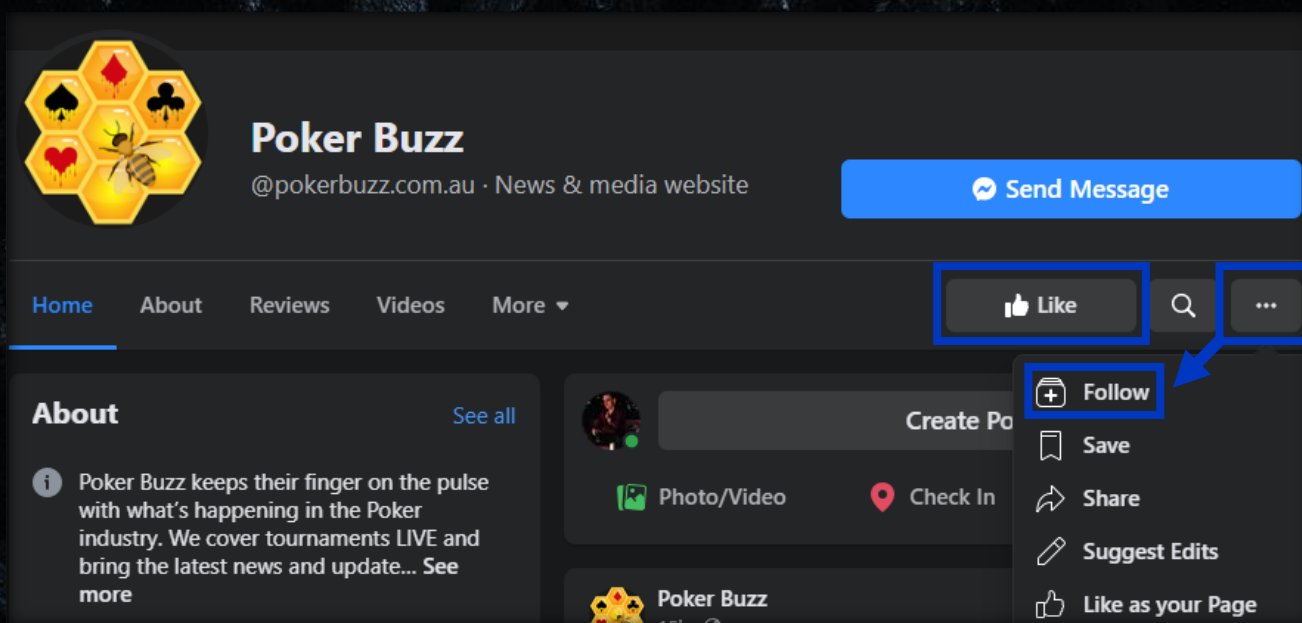 Poker Buzz
@pokerbuzz.com.au · News & media website
Send Message
Home About Reviews Videos More
Like
About
See all
Poker Buzz keeps their finger on the pulse
with what's happening in the Poker
industry. We cover tournaments LIVE and
bring the latest news and update... See
more
Create Po
Photo/Video
Check In
Poker Buzz
Follow
Save
Share
Suggest Edits
Like as your Page